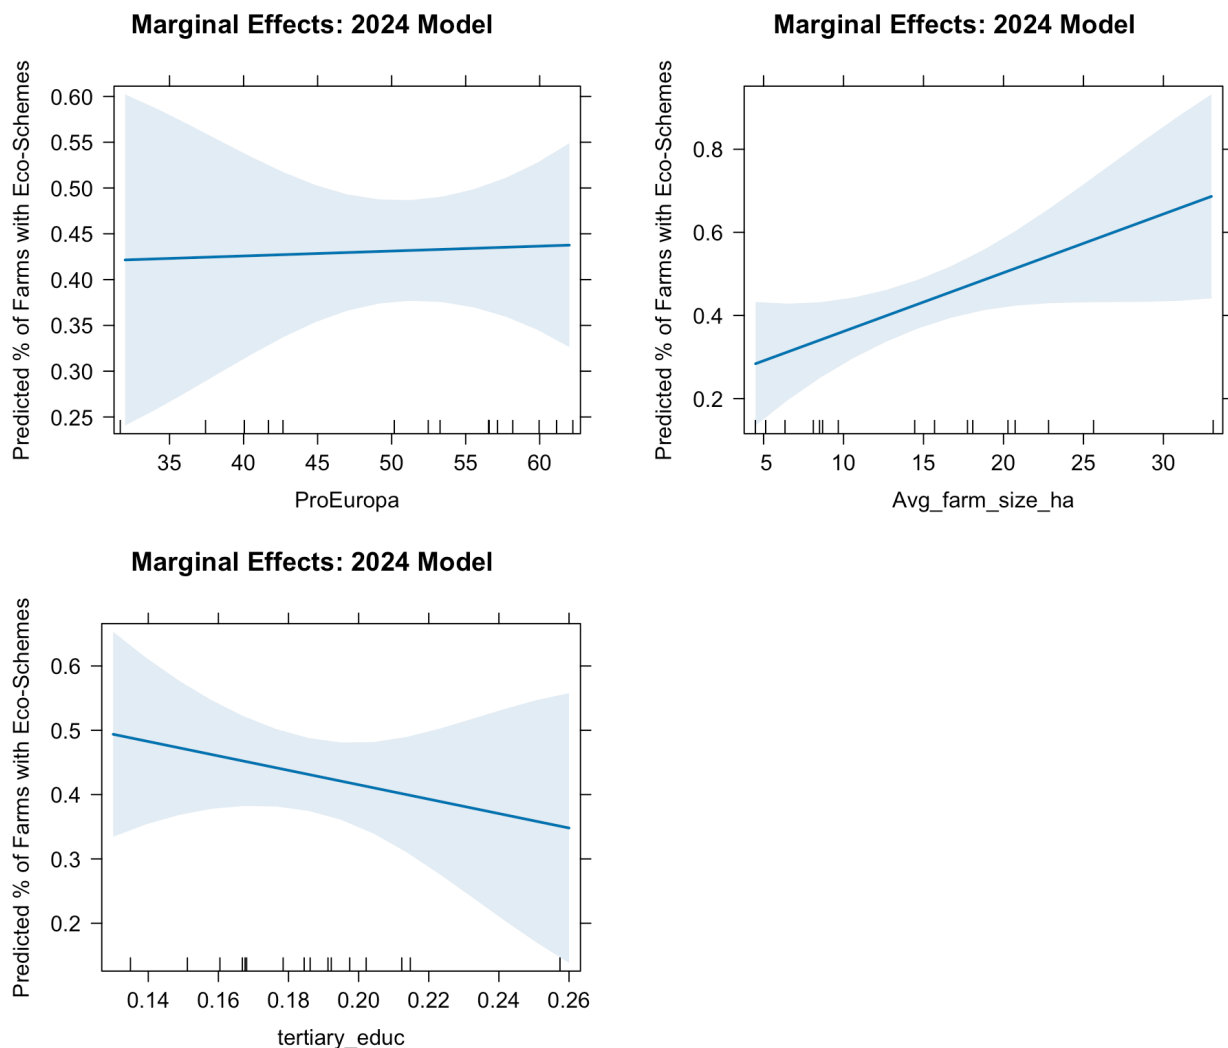 Marginal Effects: 2024 Model
Predicted % of Farms with Eco-Schemes
0.60
0.55
0.50
0.45
0.40
0.35
0.30
0.25
35 40 45 50 55 60
ProEuropa
Marginal Effects: 2024 Model
Predicted % of Farms with Eco-Schemes
0.8
0.6
0.4
0.2
5 10 15 20 25 30
Avg_farm_size_ha
Marginal Effects: 2024 Model
Predicted % of Farms with Eco-Schemes
0.6
0.5
0.4
0.3
0.2
0.14 0.16 0.18 0.20 0.22 0.24 0.26
tertiary_educ